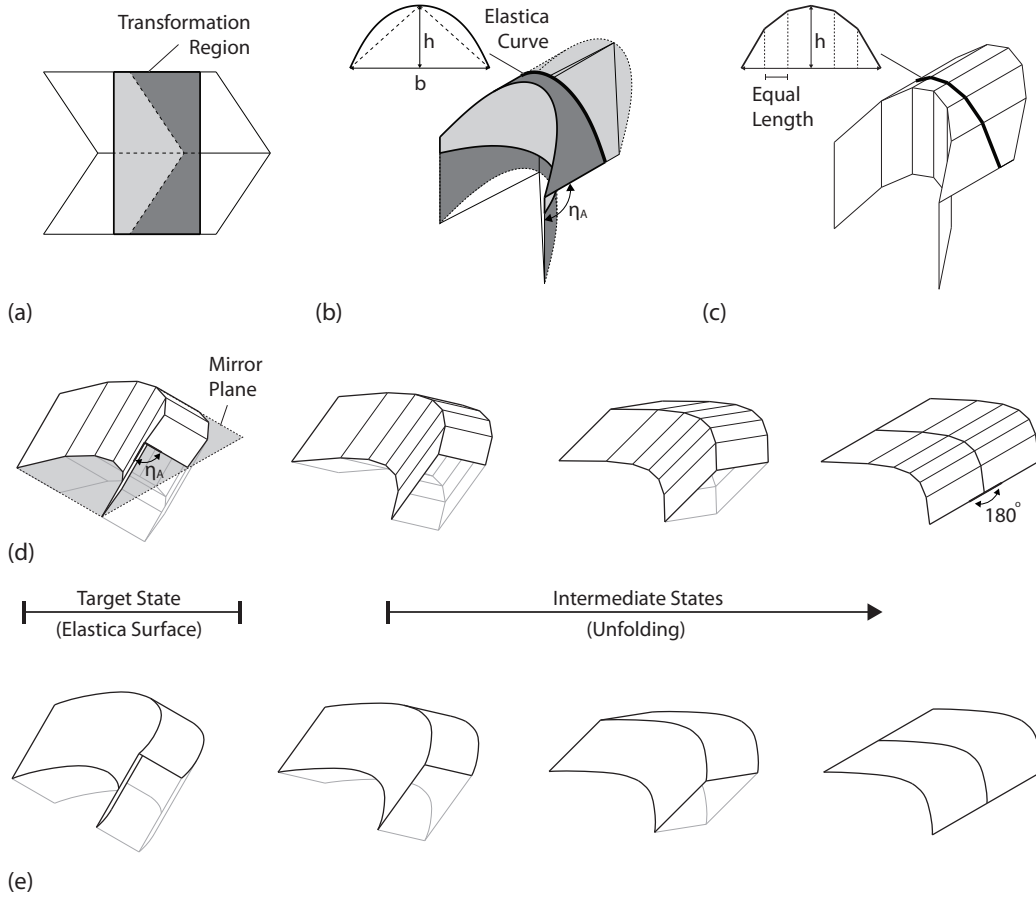 Transformation
Region
(a)
h
b
Elastica
Curve
ηA
(b)
h
Equal
Length
(c)
Mirror
Plane
ηA
180°
(d)
Target State
(Elastica Surface)
Intermediate States
(Unfolding)
(e)